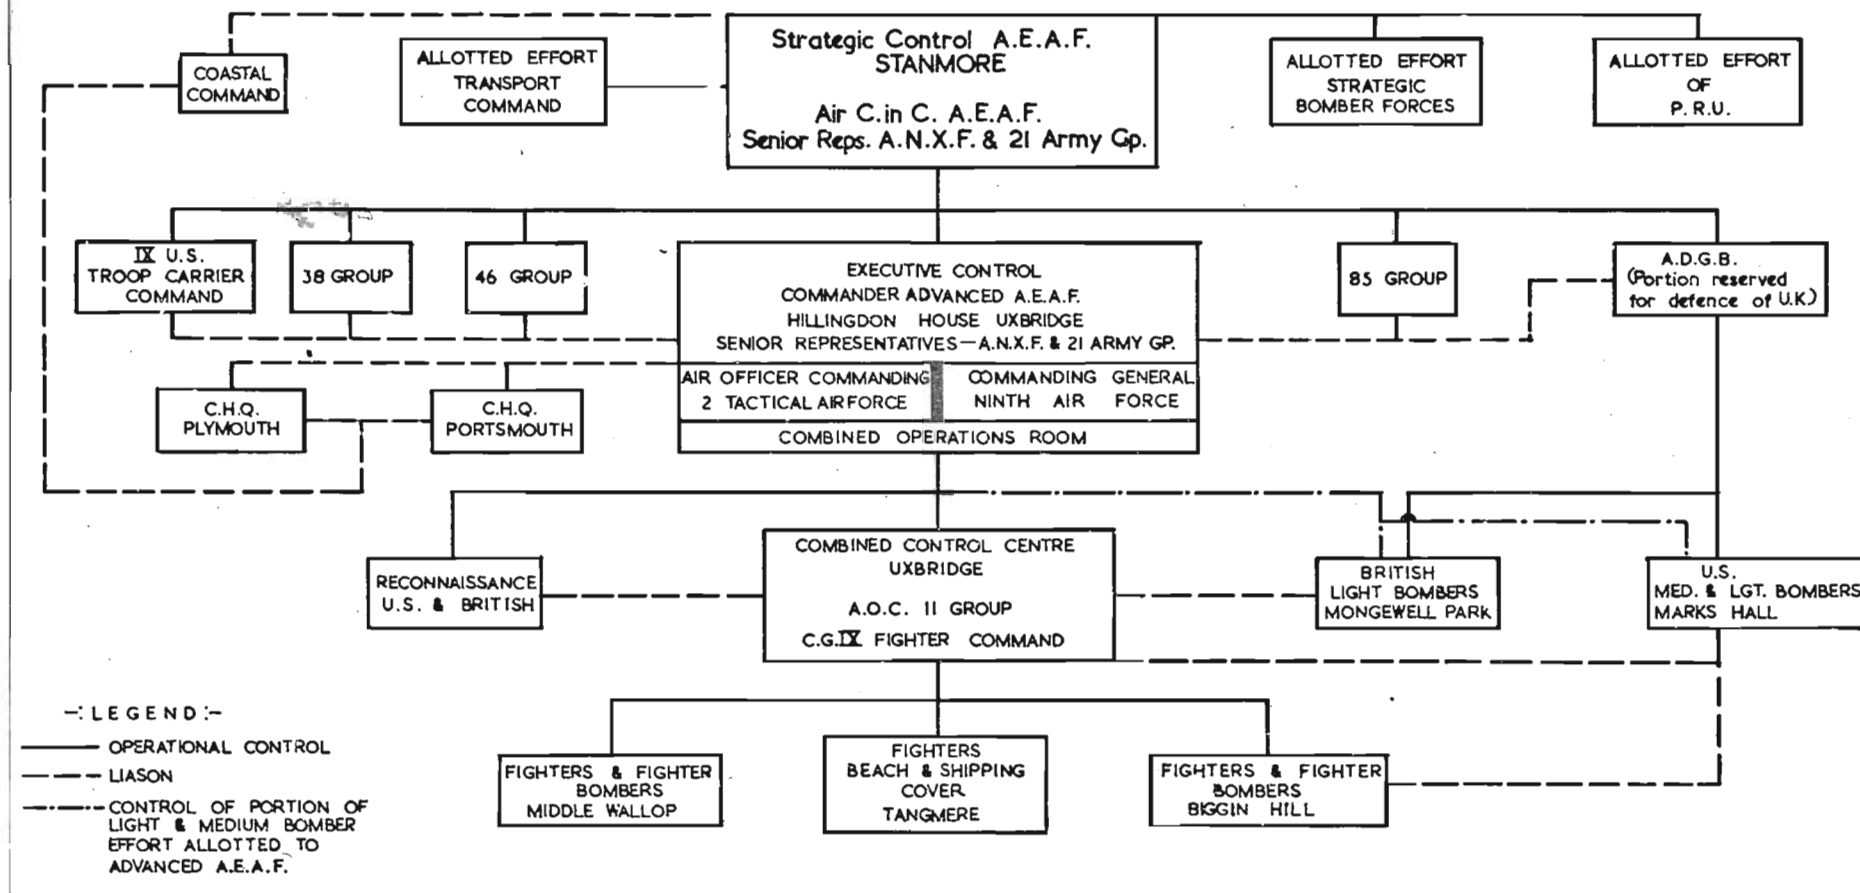 Strategic Control A.E.A.F.
STANMORE
Air C.in C. A.E.A.F.
Senior Reps. A.N.X.F. & 21 Army Gp.
COASTAL
COMMAND
ALLOTTED EFFORT
TRANSPORT
COMMAND
ALLOTTED EFFORT
STRATEGIC
BOMBER FORCES
ALLOTTED EFFORT
OF
P.R.U.
IX U.S.
TROOP CARRIER
COMMAND
38 GROUP
46 GROUP
EXECUTIVE CONTROL
COMMANDER ADVANCED A.E.A.F.
HILLINGDON HOUSE UXBRIDGE
SENIOR REPRESENTATIVES—A.N.X.F. & 21 ARMY GP.
AIR OFFICER COMMANDING
2 TACTICAL AIRFORCE
COMMANDING GENERAL
NINTH AIR FORCE
COMBINED OPERATIONS ROOM
85 GROUP
A.D.G.B.
(Portion reserved
for defence of U.K.)
C.H.Q.
PLYMOUTH
C.H.Q.
PORTSMOUTH
RECONNAISSANCE
U.S. & BRITISH
COMBINED CONTROL CENTRE
UXBRIDGE
A.O.C. 11 GROUP
C.G.IX FIGHTER COMMAND
BRITISH
LIGHT BOMBERS
MONGEWELL PARK
U.S.
MED. & LGT. BOMBERS
MARKS HALL
FIGHTERS & FIGHTER
BOMBERS
MIDDLE WALLOP
FIGHTERS
BEACH & SHIPPING
COVER
TANGMERE
FIGHTERS & FIGHTER
BOMBERS
BIGGIN HILL
-:LEGEND:-
OPERATIONAL CONTROL
LIASON
CONTROL OF PORTION OF
LIGHT & MEDIUM BOMBER
EFFORT ALLOTTED TO
ADVANCED A.E.A.F.